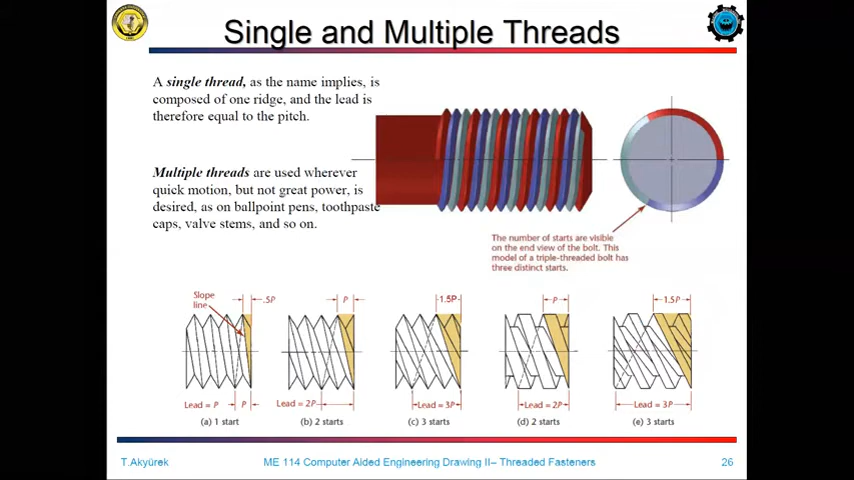 Single and Multiple Threads
A single thread, as the name implies, is
composed of one ridge, and the lead is
therefore equal to the pitch.
Multiple threads are used wherever
quick motion, but not great power, is
desired, as on ballpoint pens, toothpaste
caps, valve stems, and so on.
The number of starts are visible
on the end view of the bolt. This
model of a triple-threaded bolt has
three distinct starts.
Slope
line
.5P
P
1.5P
P
1.5P
Lead = P
P
Lead = 2P
Lead = 3P
Lead = 2P
Lead = 3P
(a) 1 start
(b) 2 starts
(c) 3 starts
(d) 2 starts
(e) 3 starts
T.Akyürek
ME 114 Computer Aided Engineering Drawing II– Threaded Fasteners
26